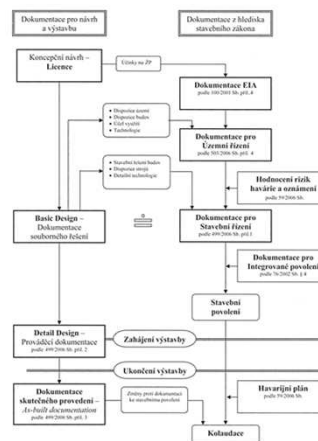 Dokumentace pro návrh
a výstavbu
Dokumentace z hlediska
stavebního zákona
Koncepční návrh –
Licence
Účinky na ŽP
Dokumentace EIA
podle 100/2001 Sb. příl. 4
• Dispozice území
• Dispozice budov
• Účel využití
• Technologie
Dokumentace pro
Územní řízení
podle 503/2006 Sb. příl. 4
• Stavební řešení budov
• Dispozice strojů
• Detailní technologie
Hodnocení rizik
havárie a oznámení
podle 59/2006 Sb.
Basic Design –
Dokumentace
souborného řešení
Dokumentace pro
Stavební řízení
podle 499/2006 Sb. příl.1
Dokumentace pro
Integrované povolení
podle 76/2002 Sb. § 4
Stavební
povolení
Detail Design –
Prováděcí dokumentace
podle 499/2006 Sb. příl. 2
Zahájení výstavby
Ukončení výstavby
Dokumentace
skutečného provedení –
As-built documentation
podle 499/2006 Sb. příl. 3
Změny proti dokumentaci
ke stavebnímu povolení
Havarijní plán
podle 59/2006 Sb.
Kolaudace